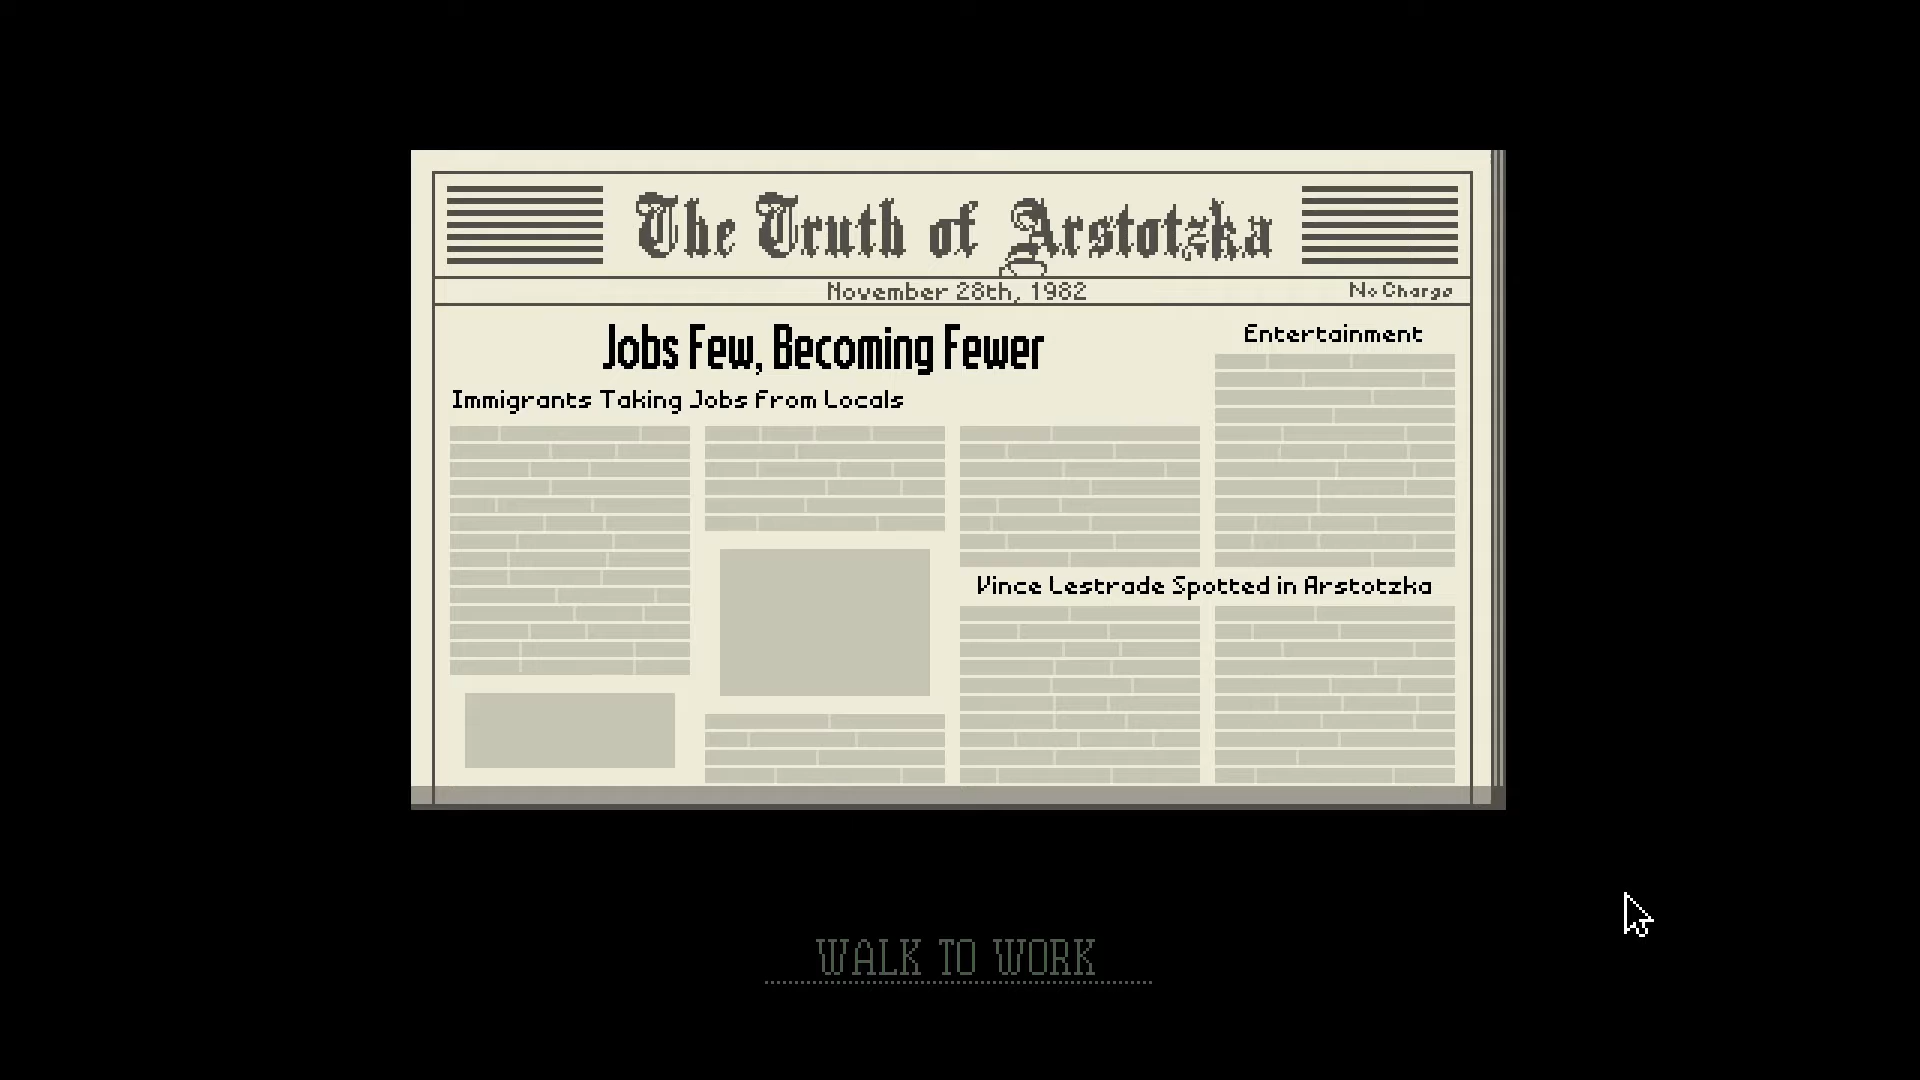 The Truth of Arstotzka
November 28th, 1982
No Charge
Jobs Few, Becoming Fewer
Immigrants Taking Jobs from Locals
Entertainment
Vince Lestrade Spotted in Arstotzka
WALK TO WORK